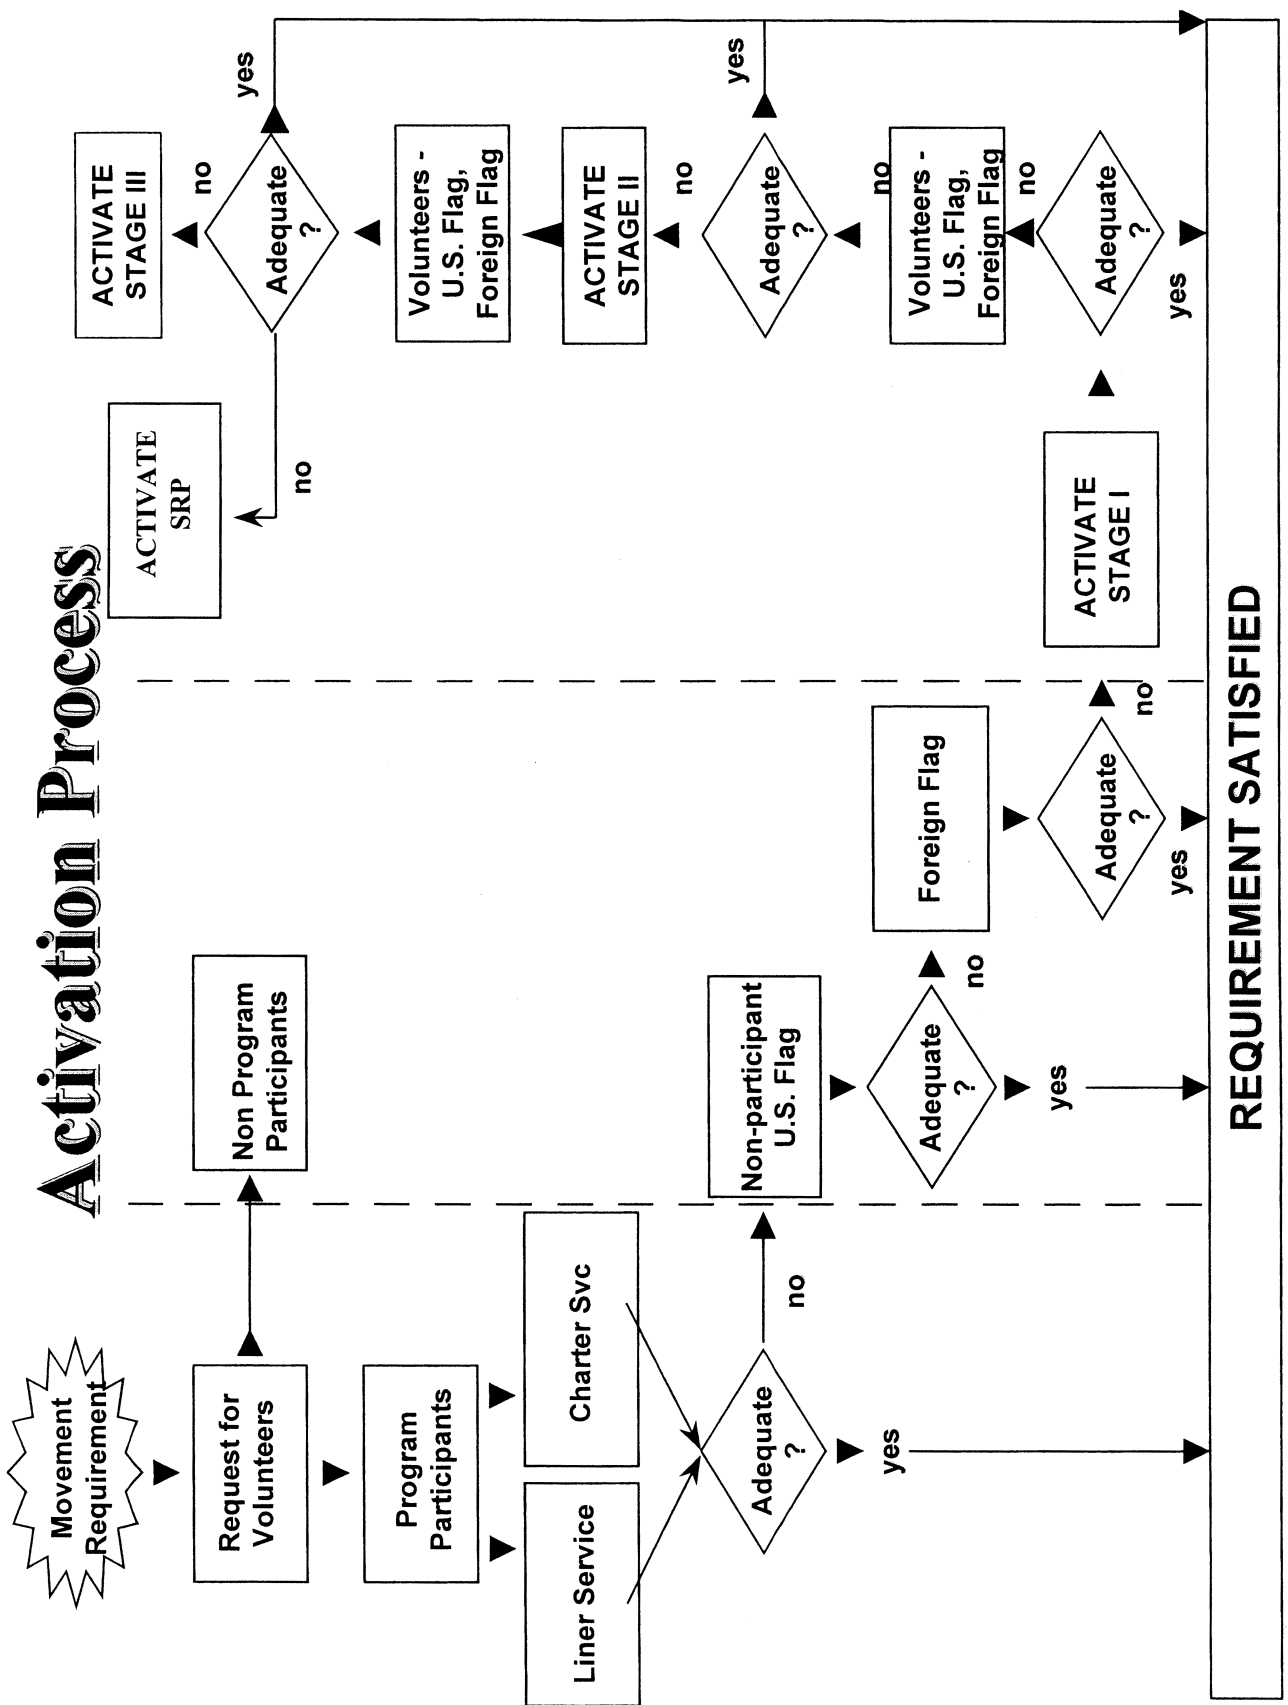 Activation Process
Movement
Requirement
Request for
Volunteers
Non Program
Participants
Program
Participants
Liner Service
Charter Svc
Adequate
?
yes
no
Non-participant
U.S. Flag
Adequate
?
yes
no
Foreign Flag
Adequate
?
yes
no
ACTIVATE
STAGE I
Adequate
?
yes
no
Volunteers -
U.S. Flag,
Foreign Flag
no
Adequate
?
yes
no
ACTIVATE
STAGE II
Volunteers -
U.S. Flag,
Foreign Flag
Adequate
?
yes
no
no
ACTIVATE
SRP
ACTIVATE
STAGE III
REQUIREMENT SATISFIED